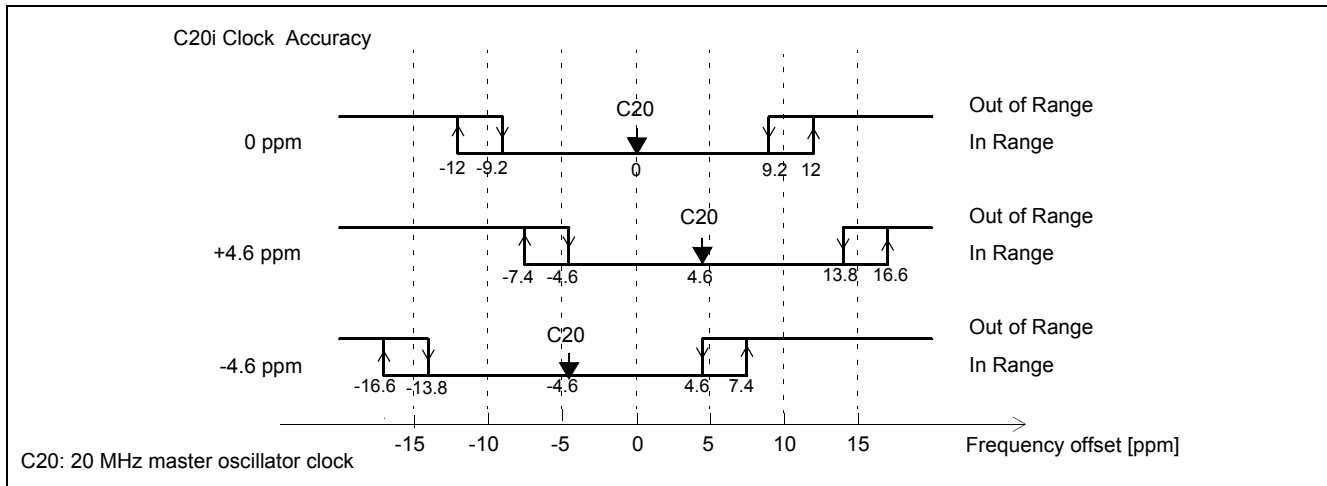 C20i Clock Accuracy
C20
Out of Range
0 ppm
In Range
-12 -9.2 0 9.2 12
C20
Out of Range
+4.6 ppm
In Range
-7.4 -4.6 4.6 13.8 16.6
C20
Out of Range
-4.6 ppm
In Range
-16.6 -13.8 -4.6 4.6 7.4
-15 -10 -5 0 5 10 15 Frequency offset [ppm]
C20: 20 MHz master oscillator clock